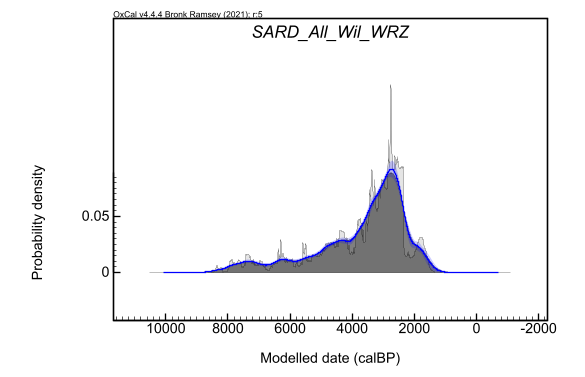 OxCal v4.4.4 Bronk Ramsey (2021); r:5
SARD_All_Wil_WRZ
Probability density
0.05
0
10000 8000 6000 4000 2000 0 -2000
Modelled date (calBP)